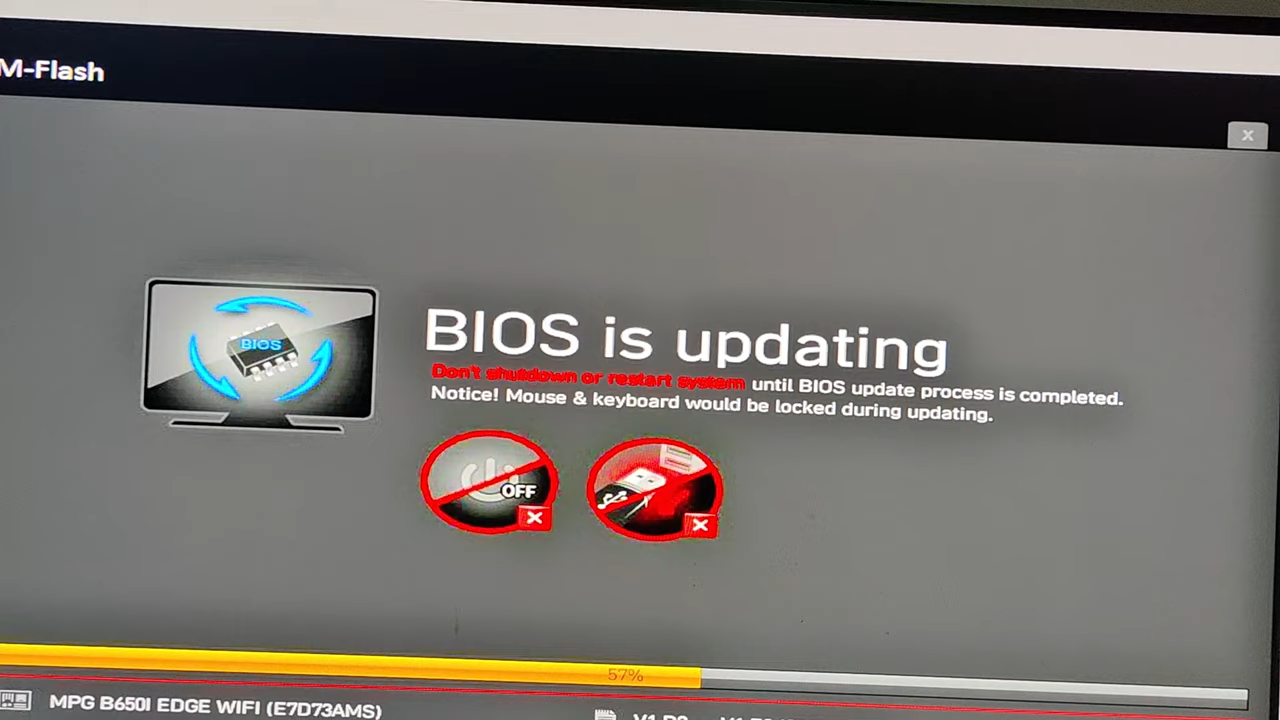 M-Flash
BIOS
BIOS is updating
Don't shutdown or restart system until BIOS update process is completed.
Notice! Mouse & keyboard would be locked during updating.
OFF
57%
MPG B650I EDGE WIFI (E7D73AMS)